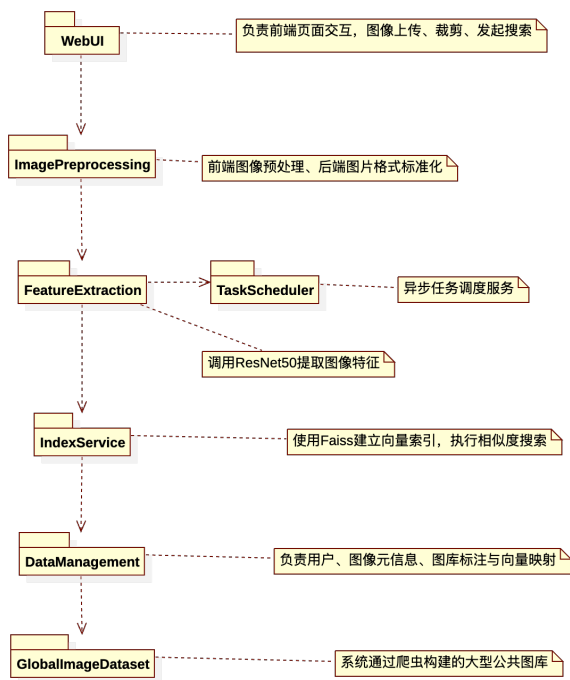 WebUI
负责前端页面交互，图像上传、裁剪、发起搜索
ImagePreprocessing
前端图像预处理、后端图片格式标准化
FeatureExtraction
TaskScheduler
异步任务调度服务
调用ResNet50提取图像特征
IndexService
使用Faiss建立向量索引，执行相似度搜索
DataManagement
负责用户、图像元信息、图库标注与向量映射
GlobalImageDataset
系统通过爬虫构建的大型公共图库